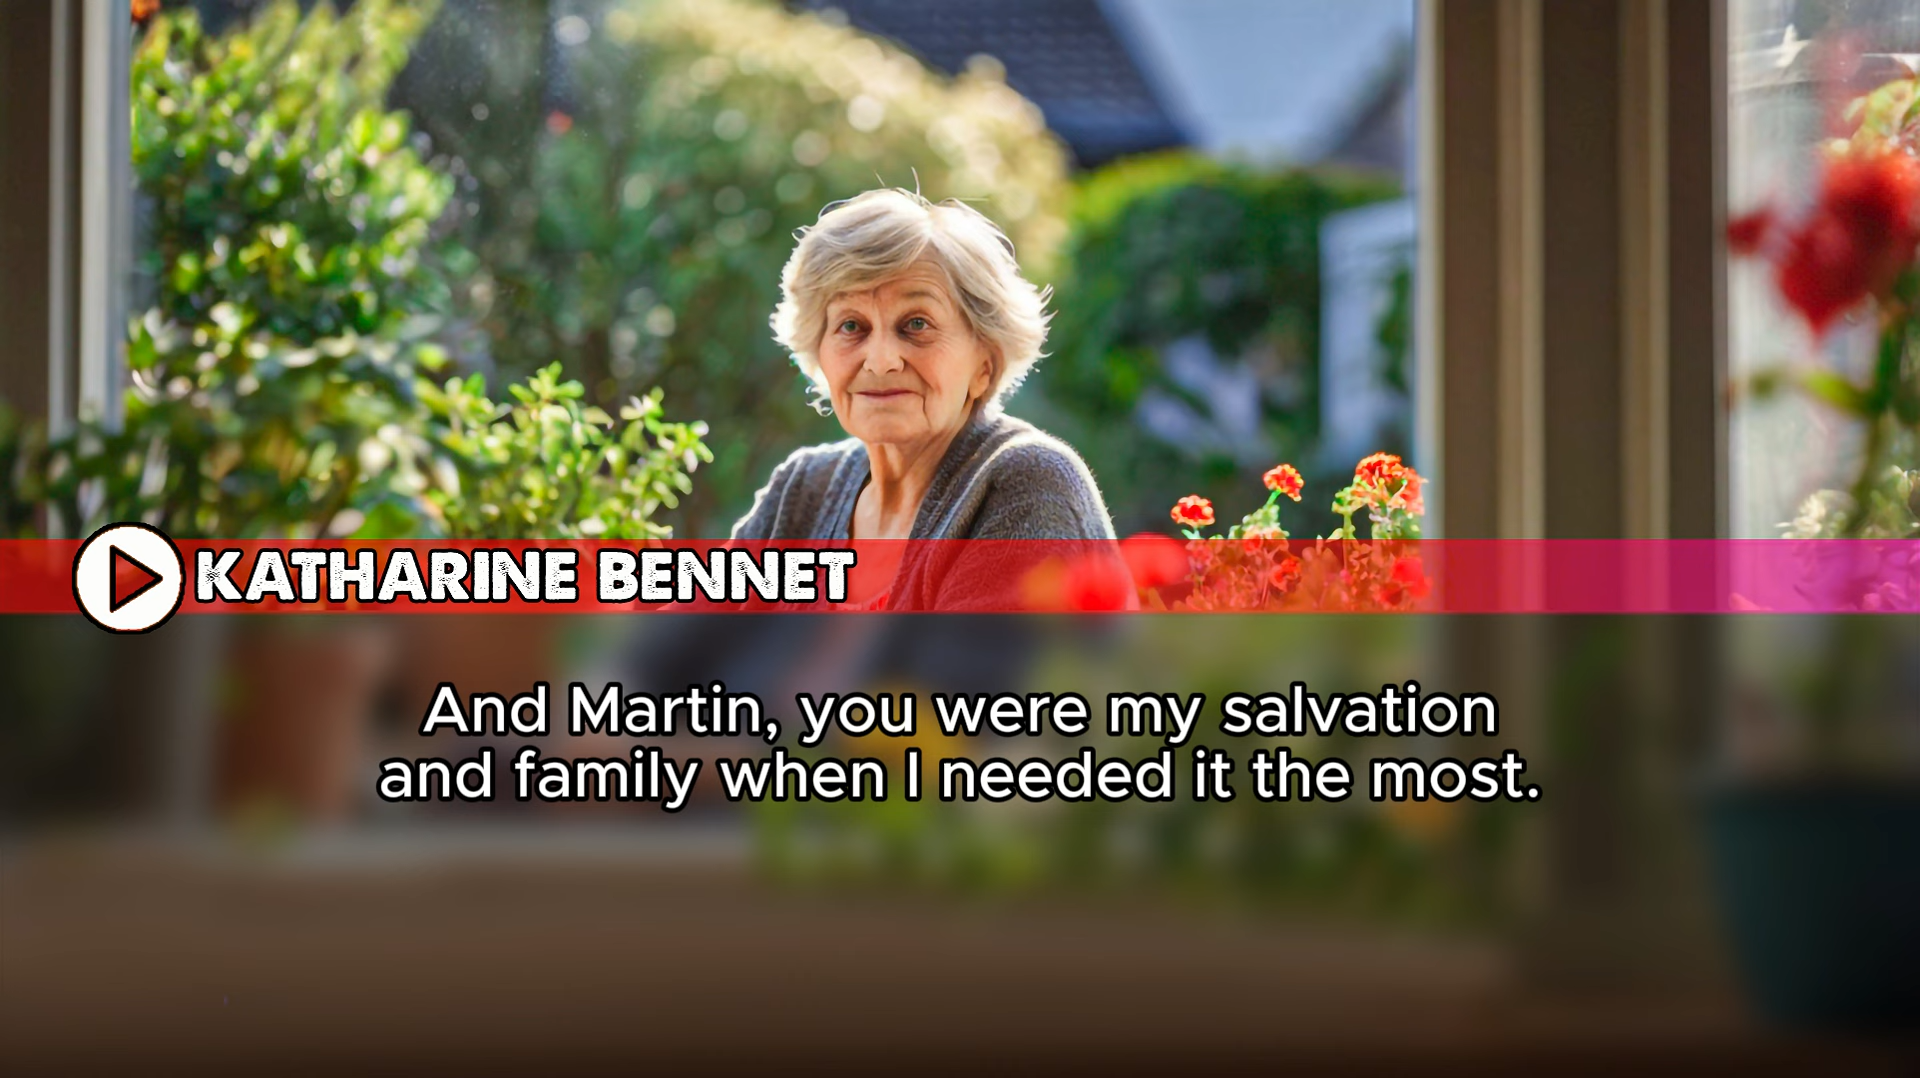 KATHARINE BENNET
And Martin, you were my salvation
and family when I needed it the most.